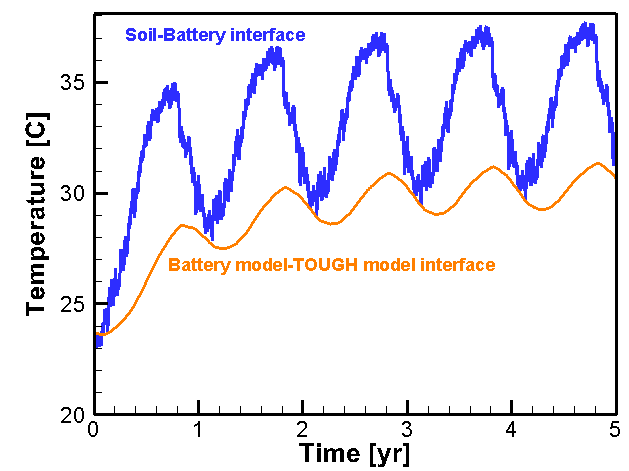 Soil-Battery interface
35
30
Temperature [C]
Battery model-TOUGH model interface
25
20
0 1 2 3 4 5
Time [yr]